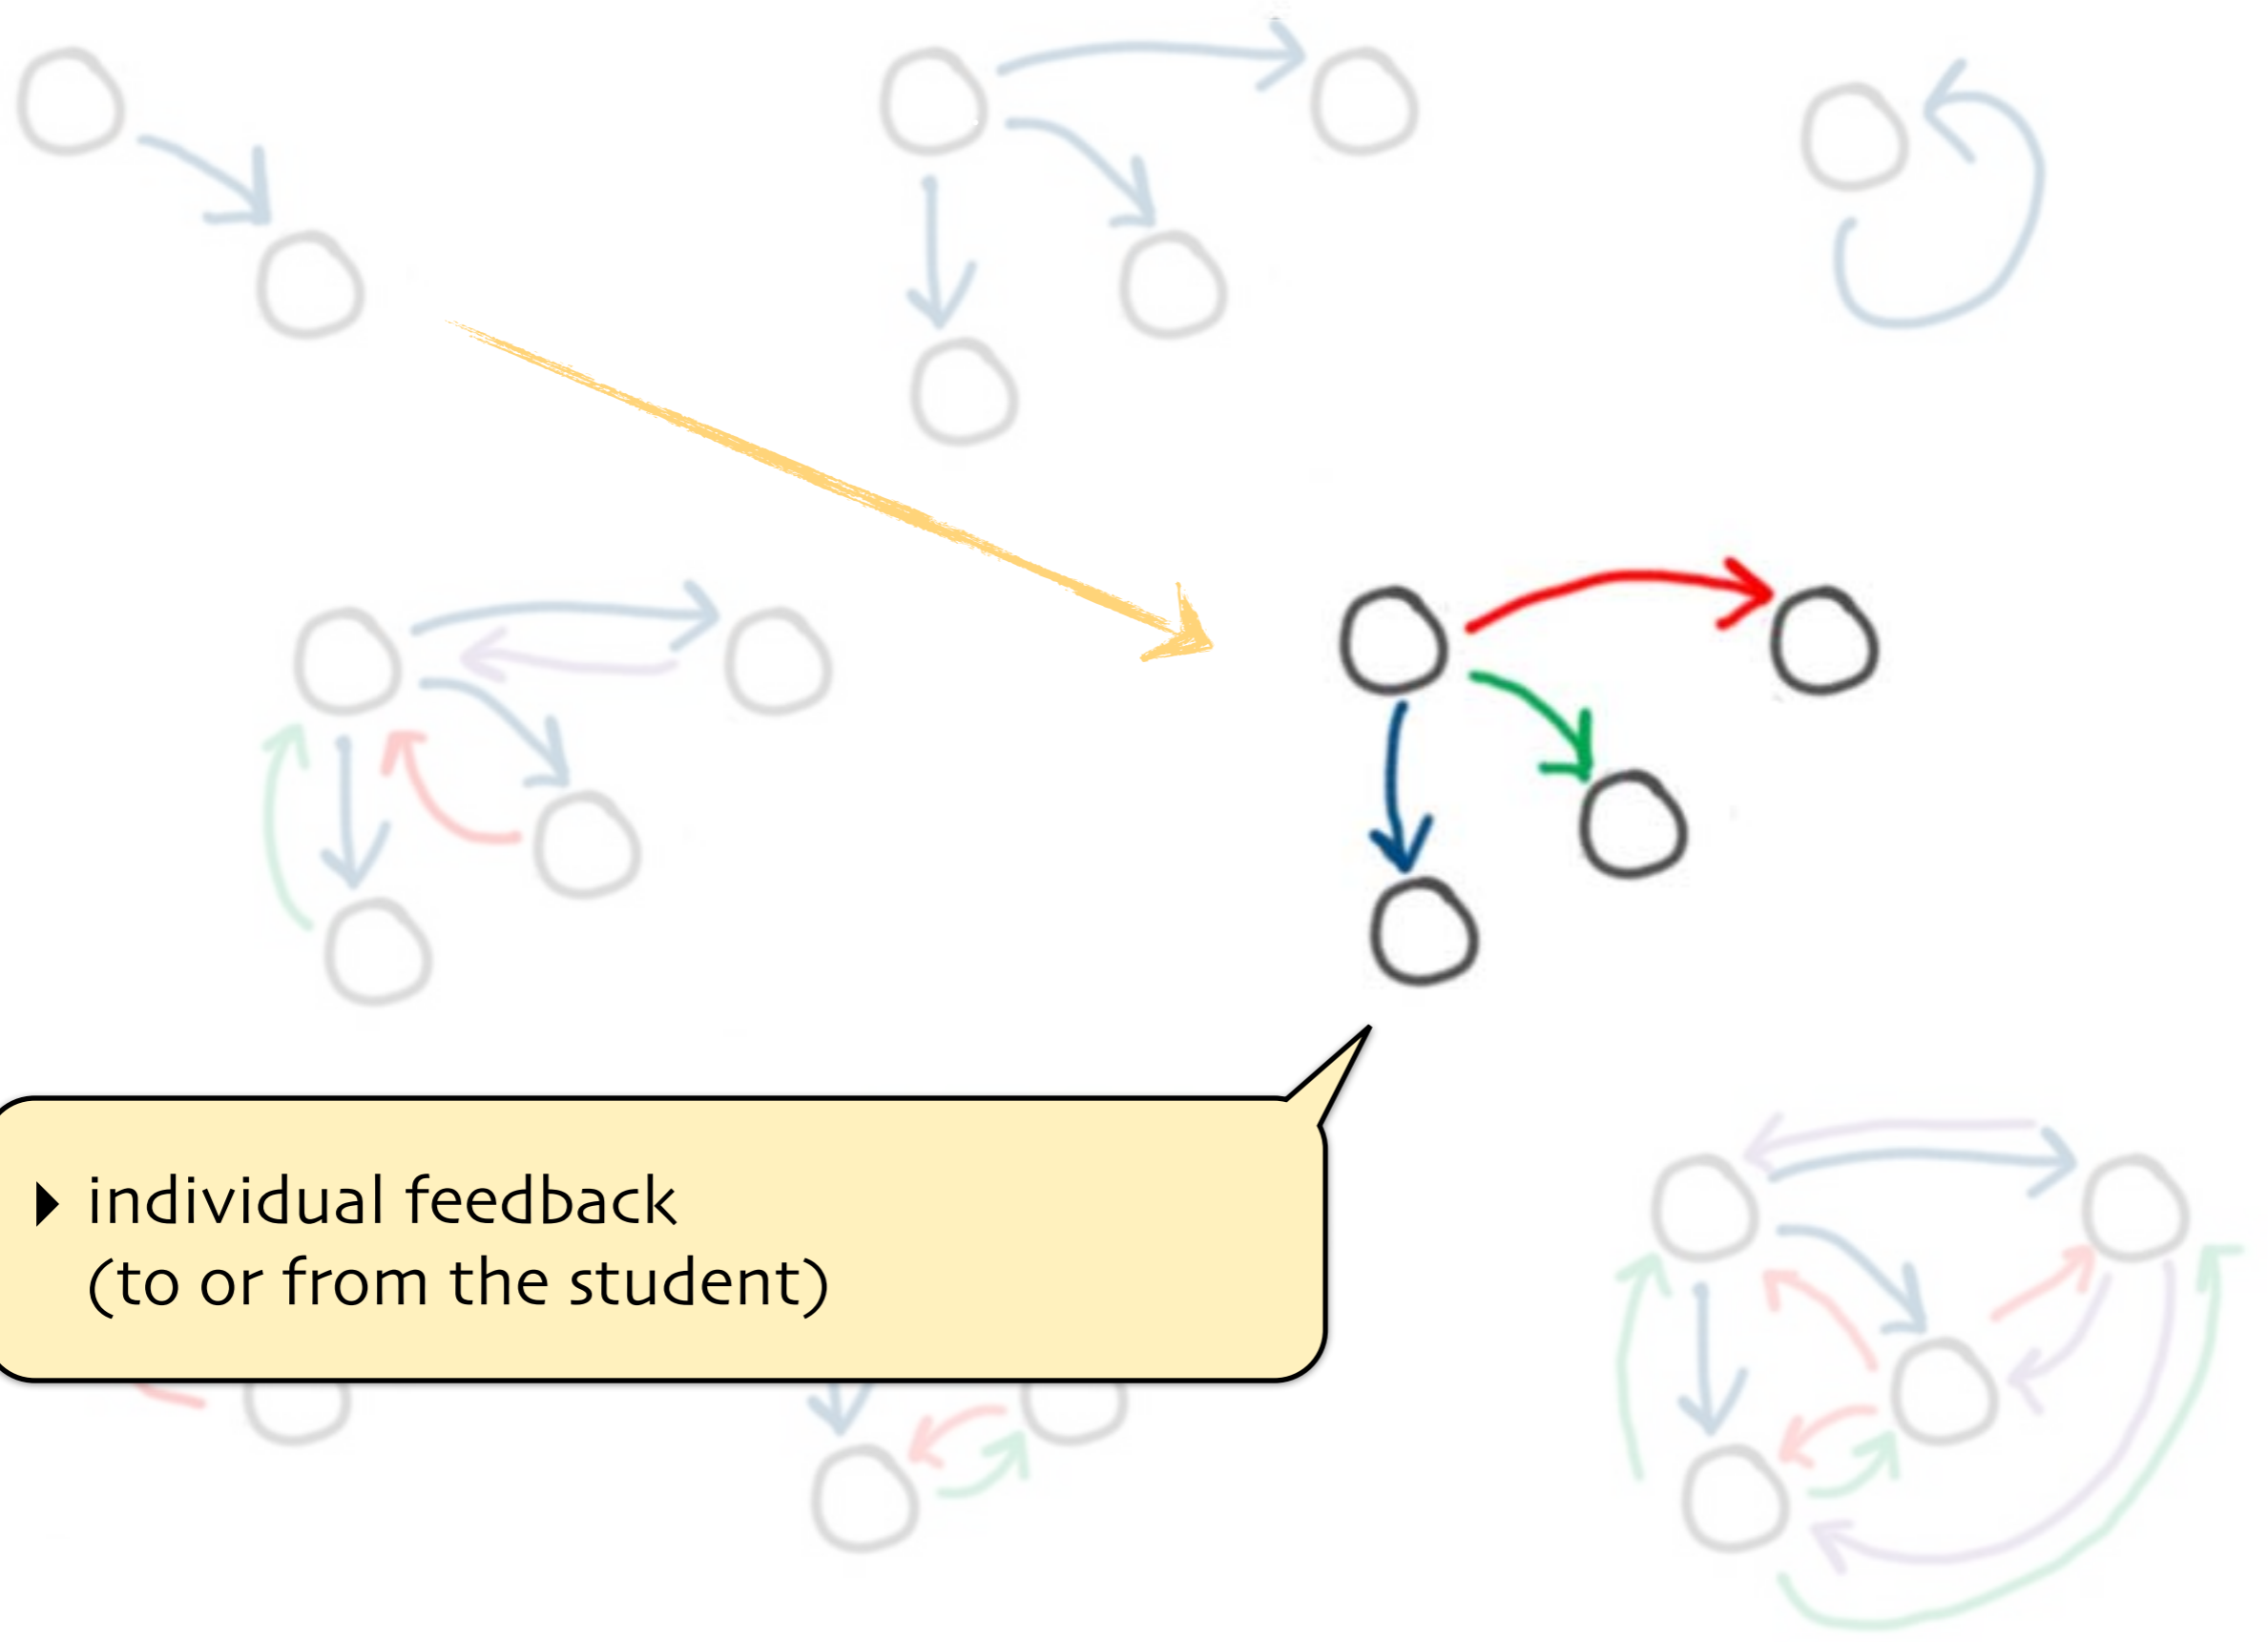 individual feedback
(to or from the student)